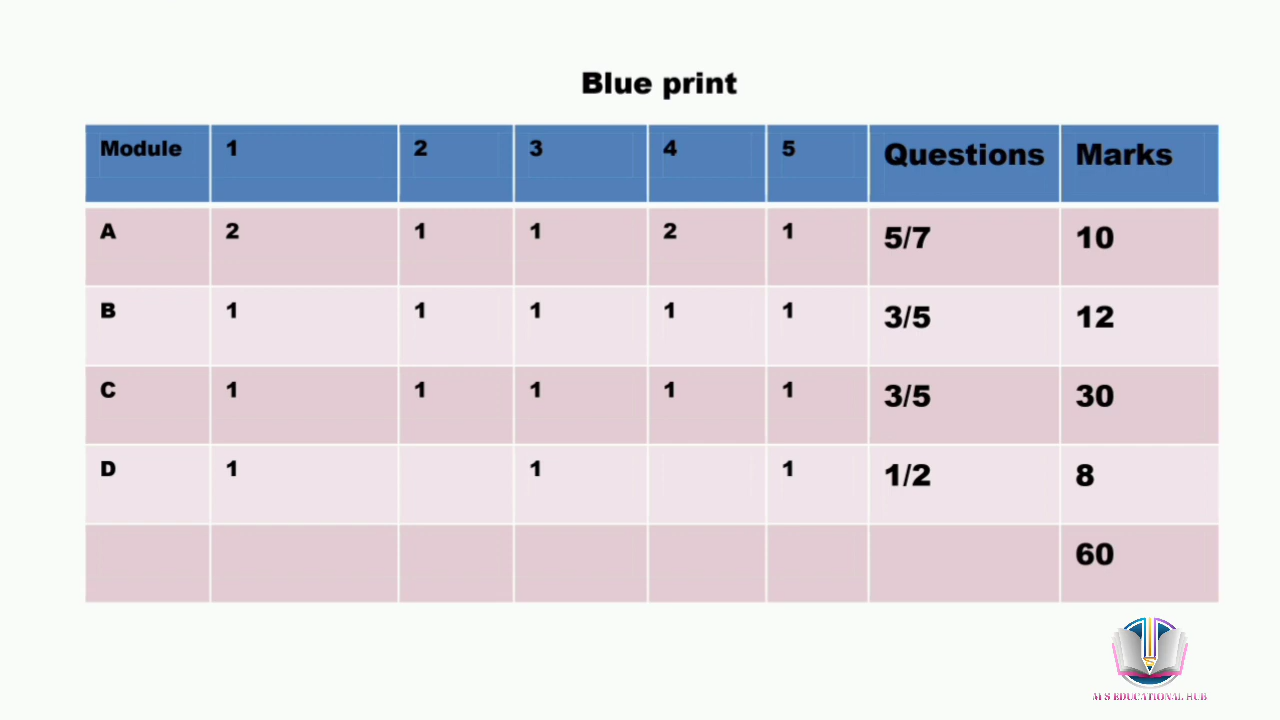 Blue print
Module 1 2 3 4 5 Questions Marks
A 2 1 1 2 1 5/7 10
B 1 1 1 1 1 3/5 12
C 1 1 1 1 1 3/5 30
D 1 1 1 1/2 8
60
M S EDUCATIONAL HUB